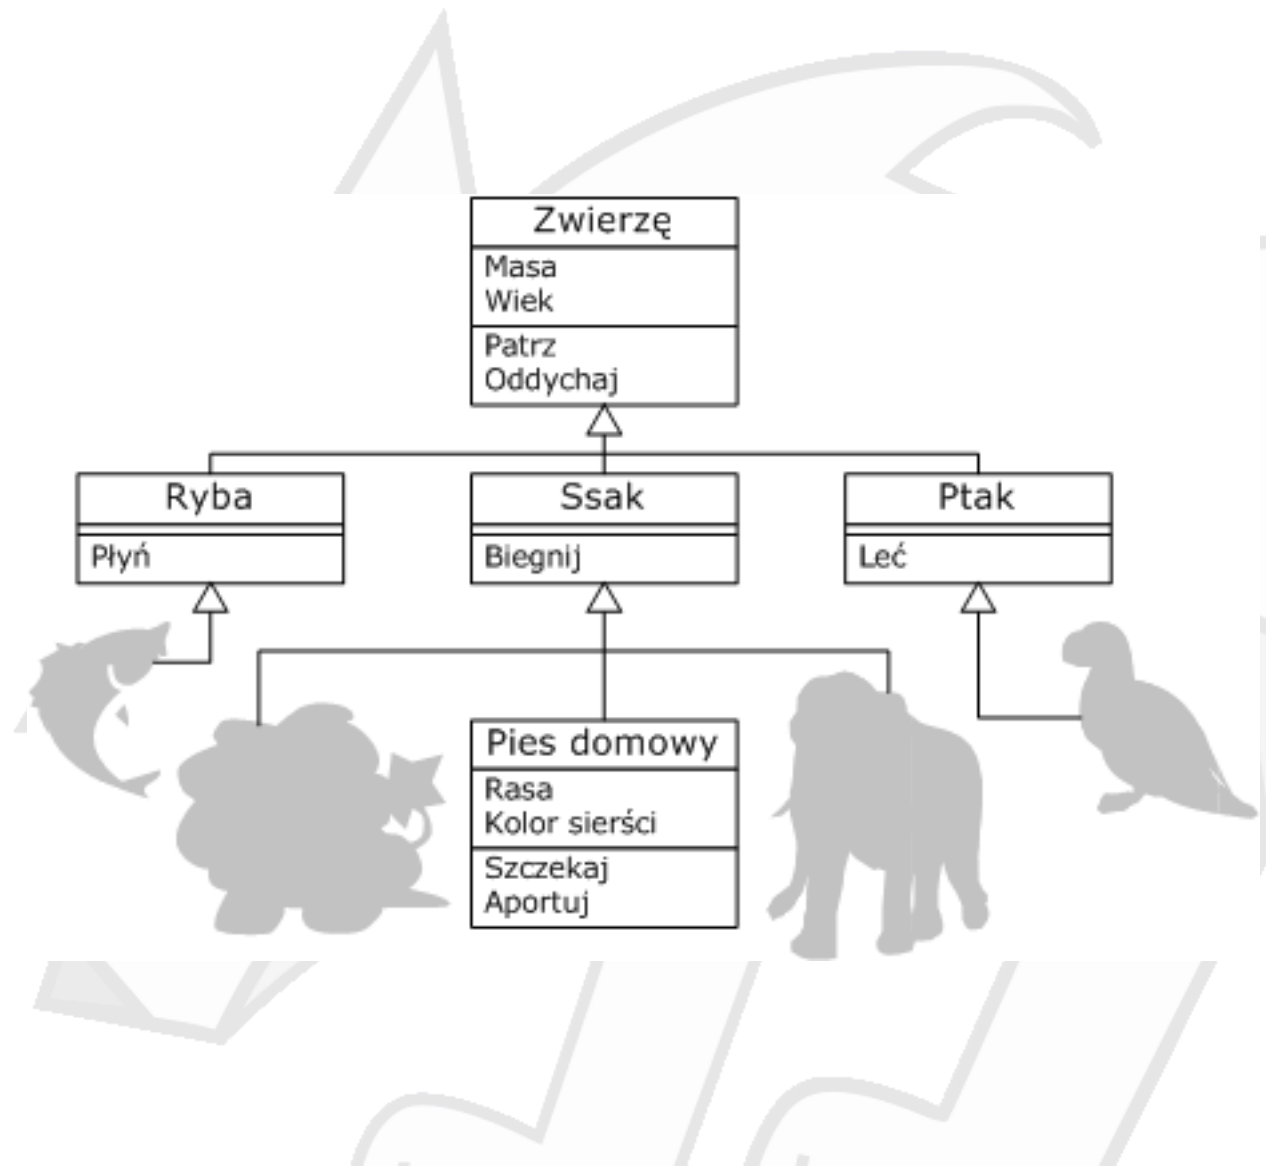 Zwierzę
Masa
Wiek
Patrz
Oddychaj
Ryba
Płyń
Ssak
Biegnij
Ptak
Leć
Pies domowy
Rasa
Kolor sierści
Szczekaj
Aportuj